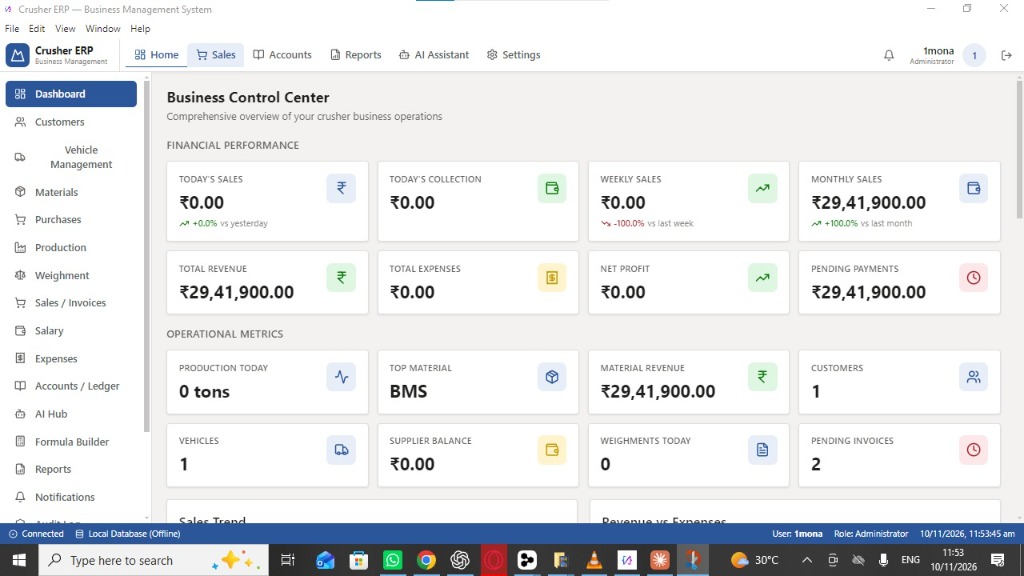 Crusher ERP — Business Management System
File Edit View Window Help
Crusher ERP
Business Management
Home Sales Accounts Reports AI Assistant Settings
1mona
Administrator
1
Dashboard
Customers
Vehicle
Management
Materials
Purchases
Production
Weighment
Sales / Invoices
Salary
Expenses
Accounts / Ledger
AI Hub
Formula Builder
Reports
Notifications
Audit Log
Business Control Center
Comprehensive overview of your crusher business operations
FINANCIAL PERFORMANCE
TODAY'S SALES
₹0.00
+0.0% vs yesterday
₹
TODAY'S COLLECTION
₹0.00
WEEKLY SALES
₹0.00
-100.0% vs last week
MONTHLY SALES
₹29,41,900.00
+100.0% vs last month
TOTAL REVENUE
₹29,41,900.00
₹
TOTAL EXPENSES
₹0.00
$
NET PROFIT
₹0.00
PENDING PAYMENTS
₹29,41,900.00
OPERATIONAL METRICS
PRODUCTION TODAY
0 tons
TOP MATERIAL
BMS
MATERIAL REVENUE
₹29,41,900.00
₹
CUSTOMERS
1
VEHICLES
1
SUPPLIER BALANCE
₹0.00
WEIGHMENTS TODAY
0
PENDING INVOICES
2
Sales Trend
Revenue vs Expenses
Connected Local Database (Offline)
User: 1mona Role: Administrator 10/11/2026, 11:53:45 am
Type here to search
30°C
ENG
11:53
10/11/2026